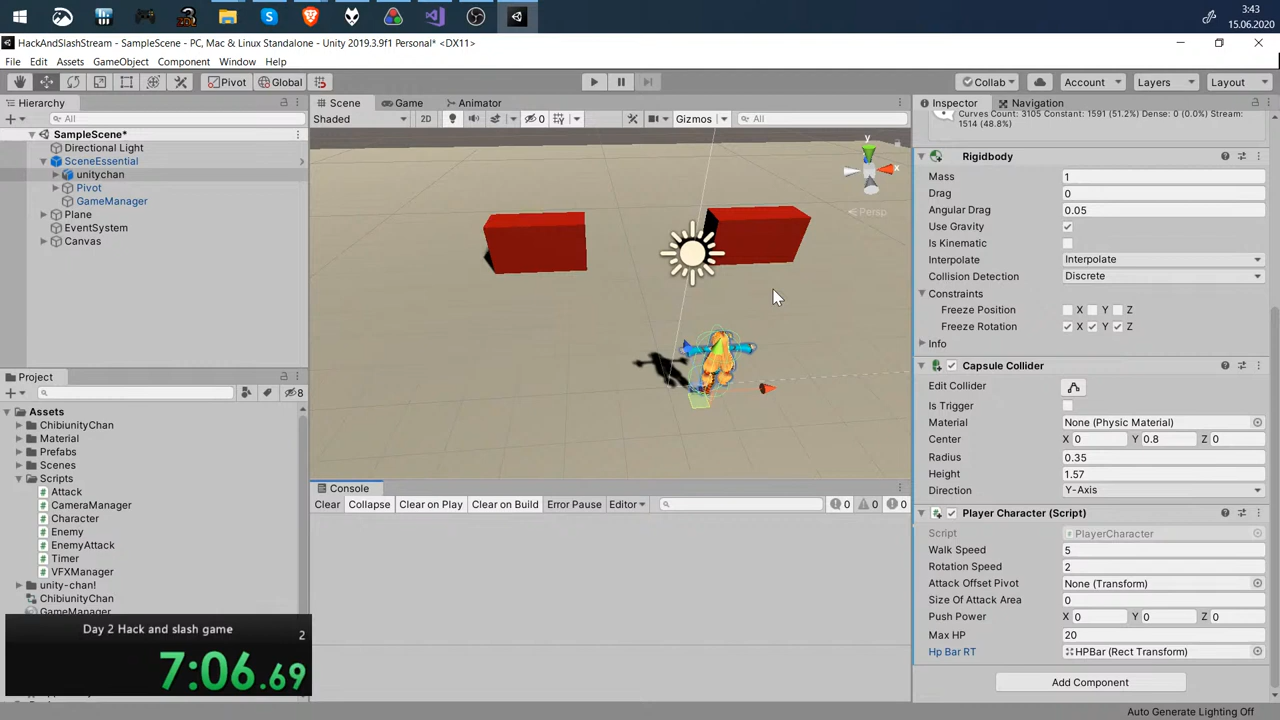 3:43
15.06.2020
HackAndSlashStream - SampleScene - PC, Mac & Linux Standalone - Unity 2019.3.9f1 Personal* <DX11>
File Edit Assets GameObject Component Window Help
Pivot Global Collab Account Layers Layout
Hierarchy
All
SampleScene*
Directional Light
SceneEssential
unitychan
Pivot
GameManager
Plane
EventSystem
Canvas
Scene Game Animator
Shaded 2D 0 Gizmos All
y
x
Persp
Project
8
Assets
ChibiunityChan
Material
Prefabs
Scenes
Scripts
Attack
CameraManager
Character
Enemy
EnemyAttack
Timer
VFXManager
unity-chan!
ChibiunityChan
GameManager
Day 2 Hack and slash game
2
7:06.69
Console
Clear Collapse Clear on Play Clear on Build Error Pause Editor 0 0 0
Inspector Navigation
Curves: 3105 Constant: 1591 (51.2%) Dense: 0 (0.0%) Stream:
1514 (48.8%)
Rigidbody
Mass 1
Drag 0
Angular Drag 0.05
Use Gravity
Is Kinematic
Interpolate Interpolate
Collision Detection Discrete
Constraints
Freeze Position X Y Z
Freeze Rotation X Y Z
Info
Capsule Collider
Edit Collider
Is Trigger
Material None (Physic Material)
Center X 0 Y 0.8 Z 0
Radius 0.35
Height 1.57
Direction Y-Axis
Player Character (Script)
Script PlayerCharacter
Walk Speed 5
Rotation Speed 2
Attack Offset Pivot None (Transform)
Size Of Attack Area 0
Push Power X 0 Y 0 Z 0
Max HP 20
Hp Bar RT HPBar (Rect Transform)
Add Component
Auto Generate Lighting Off